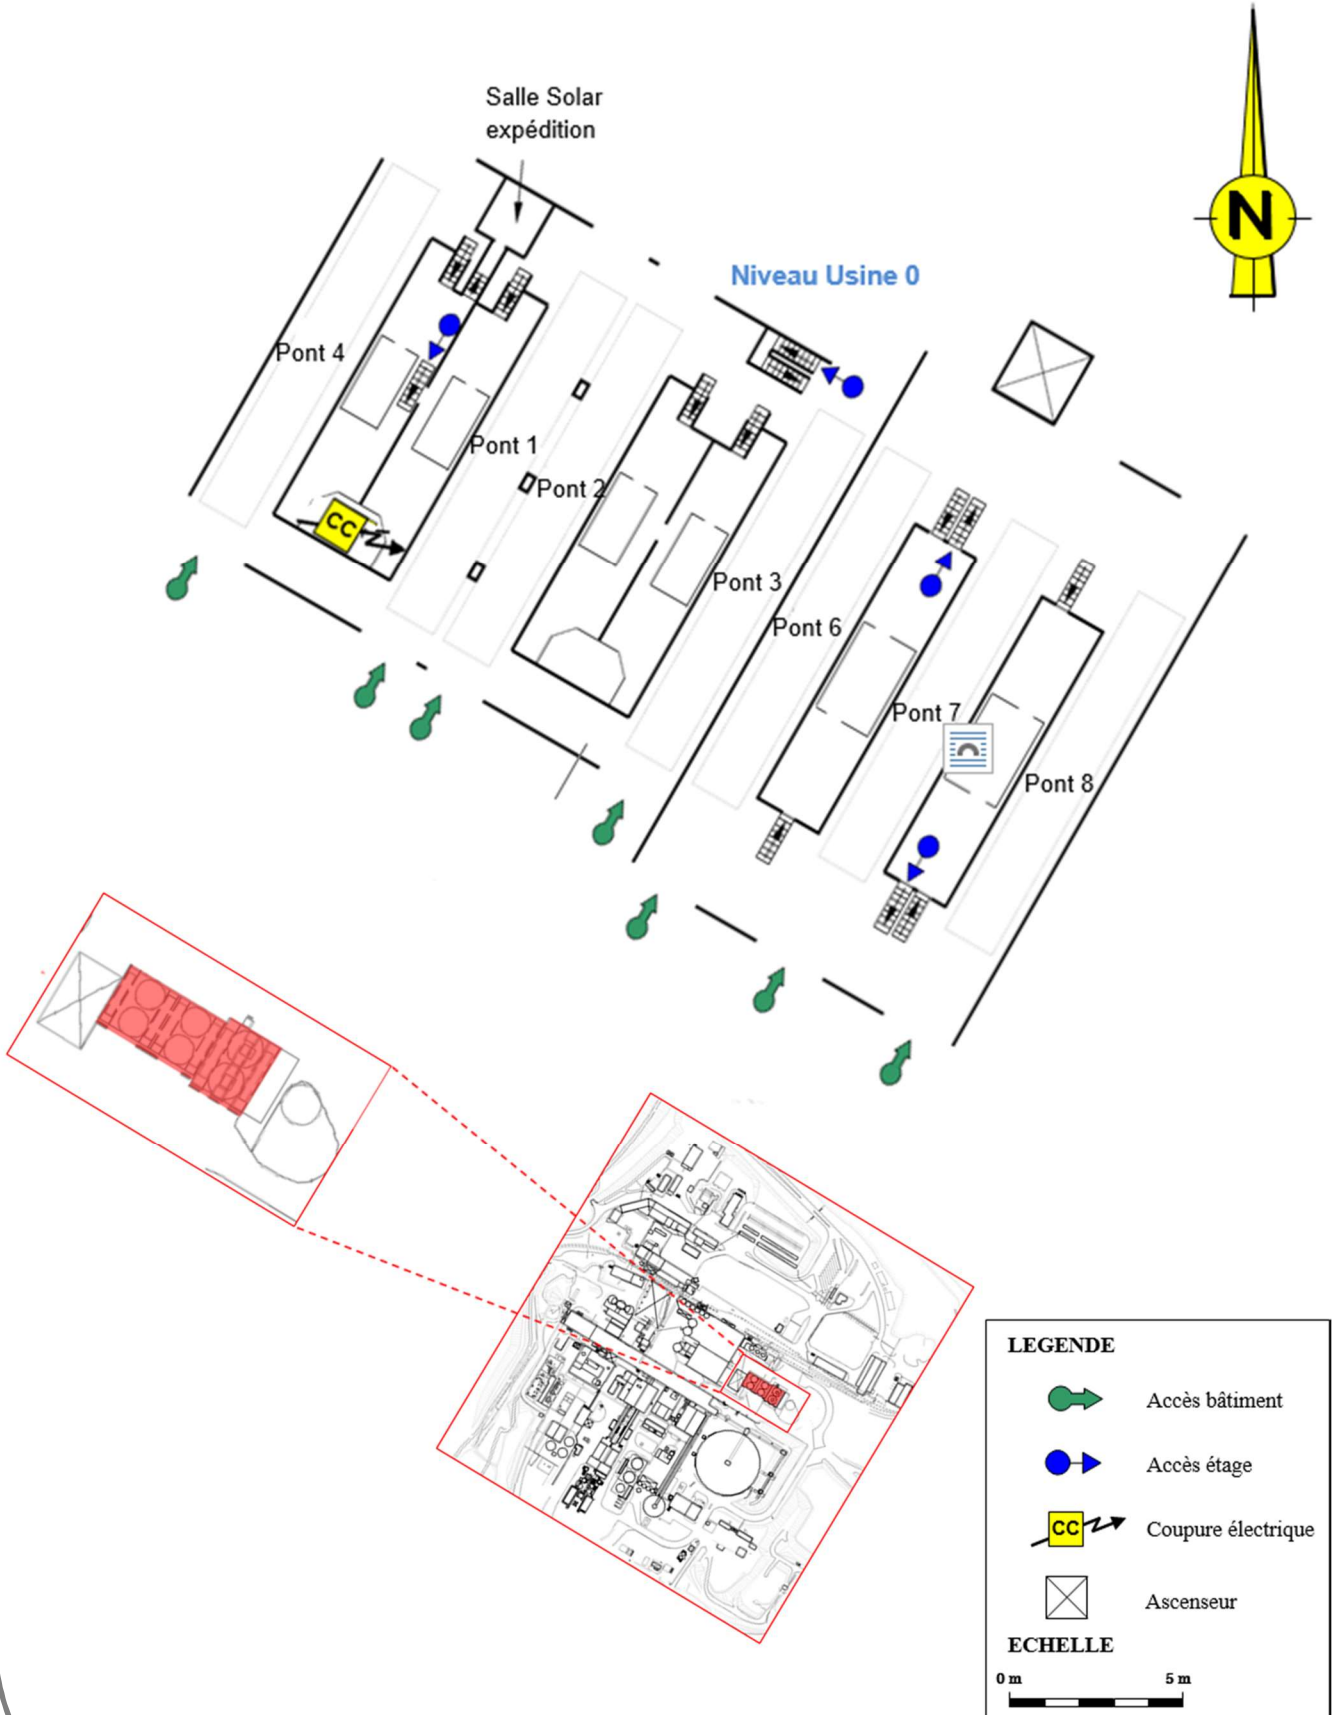 Salle Solar
expédition
N
Niveau Usine 0
Pont 4
Pont 1
Pont 2
CC
Pont 3
Pont 6
Pont 7
Pont 8
LEGENDE
Accès bâtiment
Accès étage
CC
Coupure électrique
Ascenseur
ECHELLE
0 m
5 m